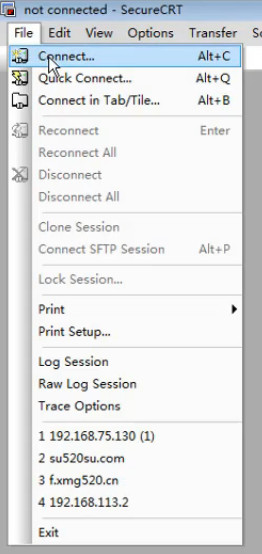 not connected - SecureCRT
File Edit View Options Transfer
Connect... Alt+C
Quick Connect... Alt+Q
Connect in Tab/Tile... Alt+B
Reconnect Enter
Reconnect All
Disconnect
Disconnect All
Clone Session
Connect SFTP Session Alt+P
Lock Session...
Print
Print Setup...
Log Session
Raw Log Session
Trace Options
1 192.168.75.130 (1)
2 su520su.com
3 f.xmg520.cn
4 192.168.113.2
Exit